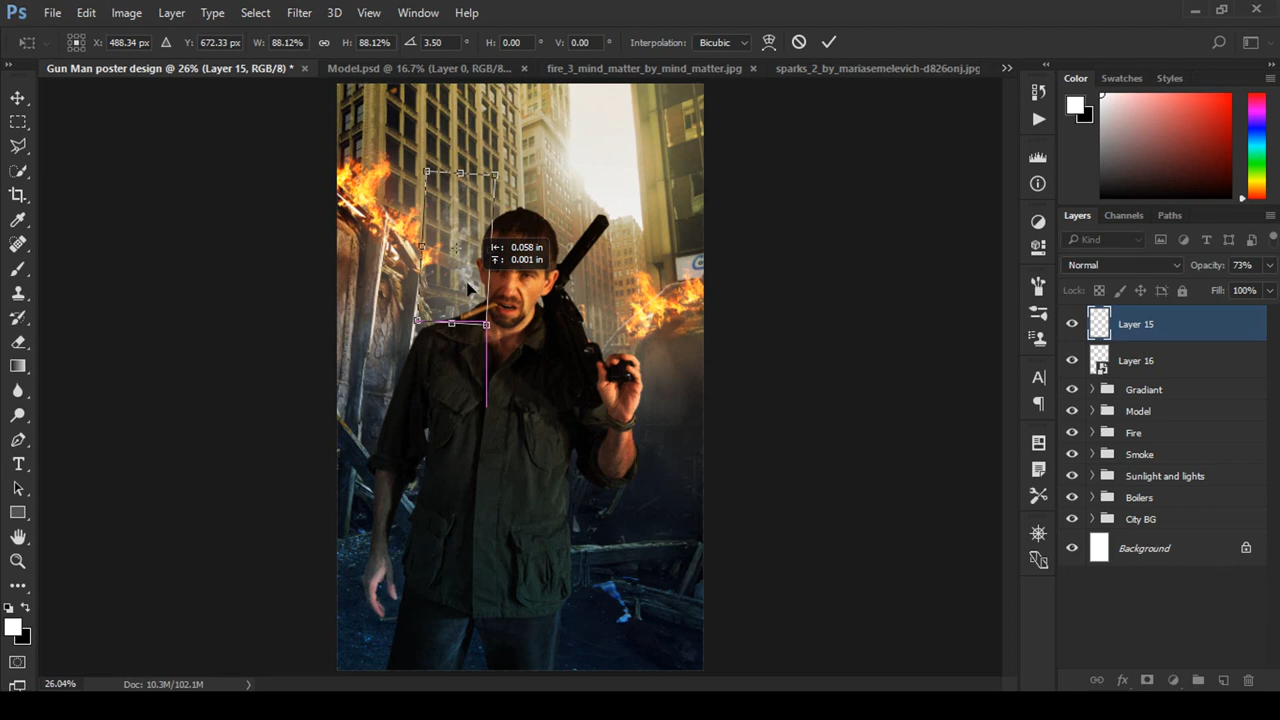 Ps File Edit Image Layer Type Select Filter 3D View Window Help
X: 488.34 px Y: 672.33 px W: 88.12% H: 88.12% 3.50 ° H: 0.00 ° V: 0.00 ° Interpolation: Bicubic
Gun Man poster design @ 26% (Layer 15, RGB/8) * × Model.psd @ 16.7% (Layer 0, RGB/8... × fire_3_mind_matter_by_mind_matter.jpg × sparks_2_by_mariasemelevich-d826onj.jpg
Color Swatches Styles
Layers Channels Paths
Kind
Normal Opacity: 73%
Lock: Fill: 100%
Layer 15
Layer 16
Gradiant
Model
Fire
Smoke
Sunlight and lights
Boilers
City BG
Background
0.058 in
0.001 in
26.04% Doc: 10.3M/102.1M